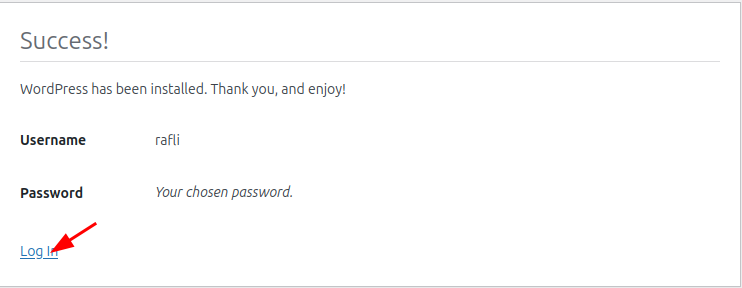 Success!
WordPress has been installed. Thank you, and enjoy!
Username rafli
Password Your chosen password.
Log In